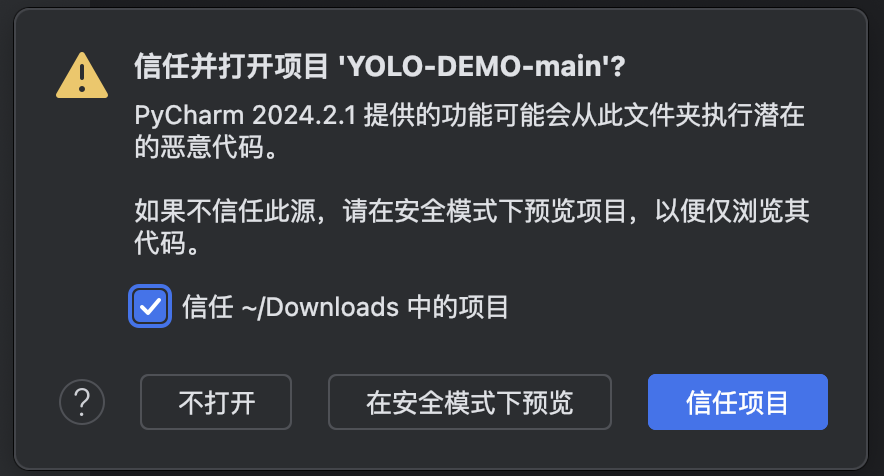 信任并打开项目 'YOLO-DEMO-main'?
PyCharm 2024.2.1 提供的功能可能会从此文件夹执行潜在
的恶意代码。
如果不信任此源，请在安全模式下预览项目，以便仅浏览其
代码。
信任 ~/Downloads 中的项目
? 不打开 在安全模式下预览 信任项目